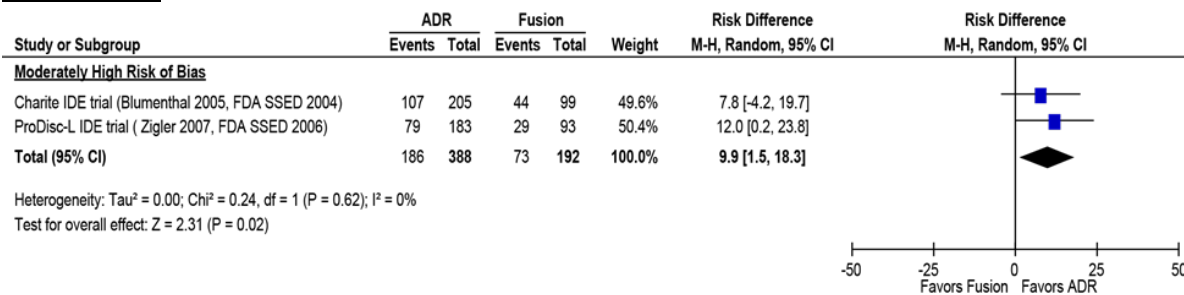 ADR Fusion Risk Difference Risk Difference
Study or Subgroup Events Total Events Total Weight M-H, Random, 95% CI M-H, Random, 95% CI
Moderately High Risk of Bias
Charite IDE trial (Blumenthal 2005, FDA SSED 2004) 107 205 44 99 49.6% 7.8 [-4.2, 19.7]
ProDisc-L IDE trial ( Zigler 2007, FDA SSED 2006) 79 183 29 93 50.4% 12.0 [0.2, 23.8]
Total (95% CI) 186 388 73 192 100.0% 9.9 [1.5, 18.3]
Heterogeneity: Tau² = 0.00; Chi² = 0.24, df = 1 (P = 0.62); I² = 0%
Test for overall effect: Z = 2.31 (P = 0.02)
-50 -25 0 25 50
Favors Fusion Favors ADR